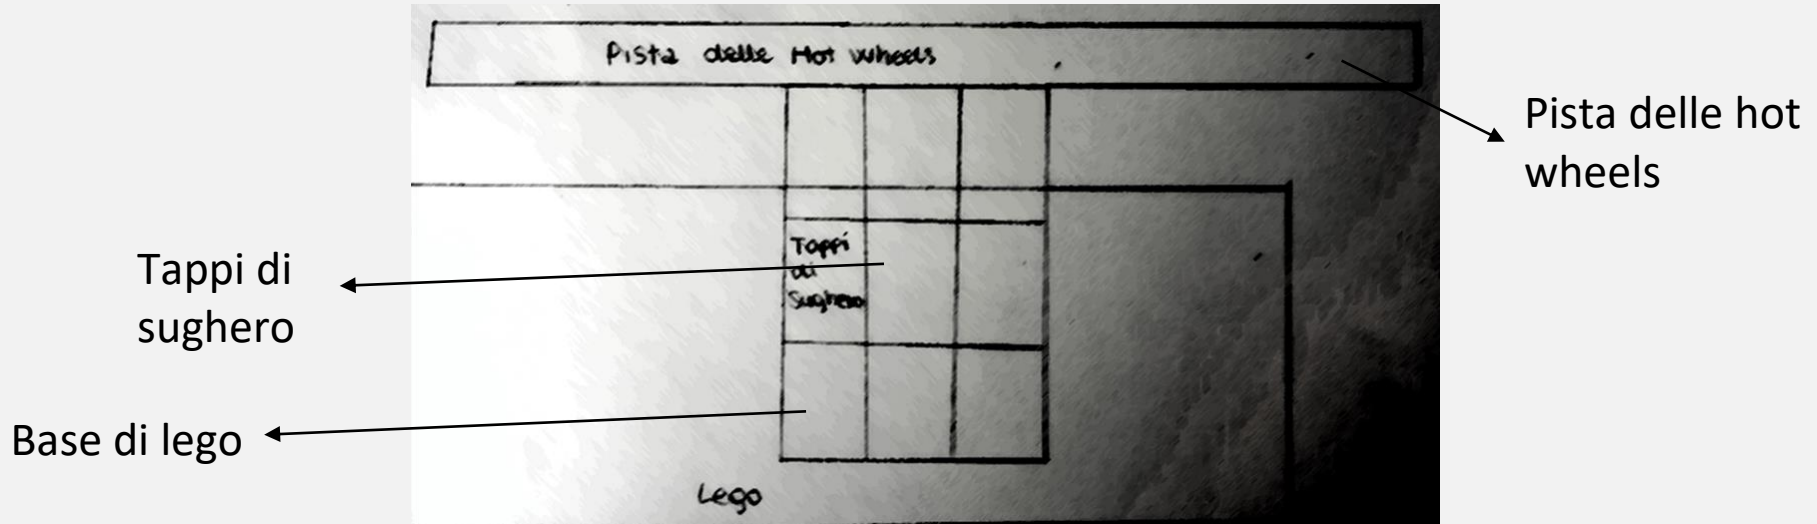 Pista delle Hot Wheels
Pista delle hot
wheels
Tappi
di
Sughero
Tappi di
sughero
Base di lego
Lego